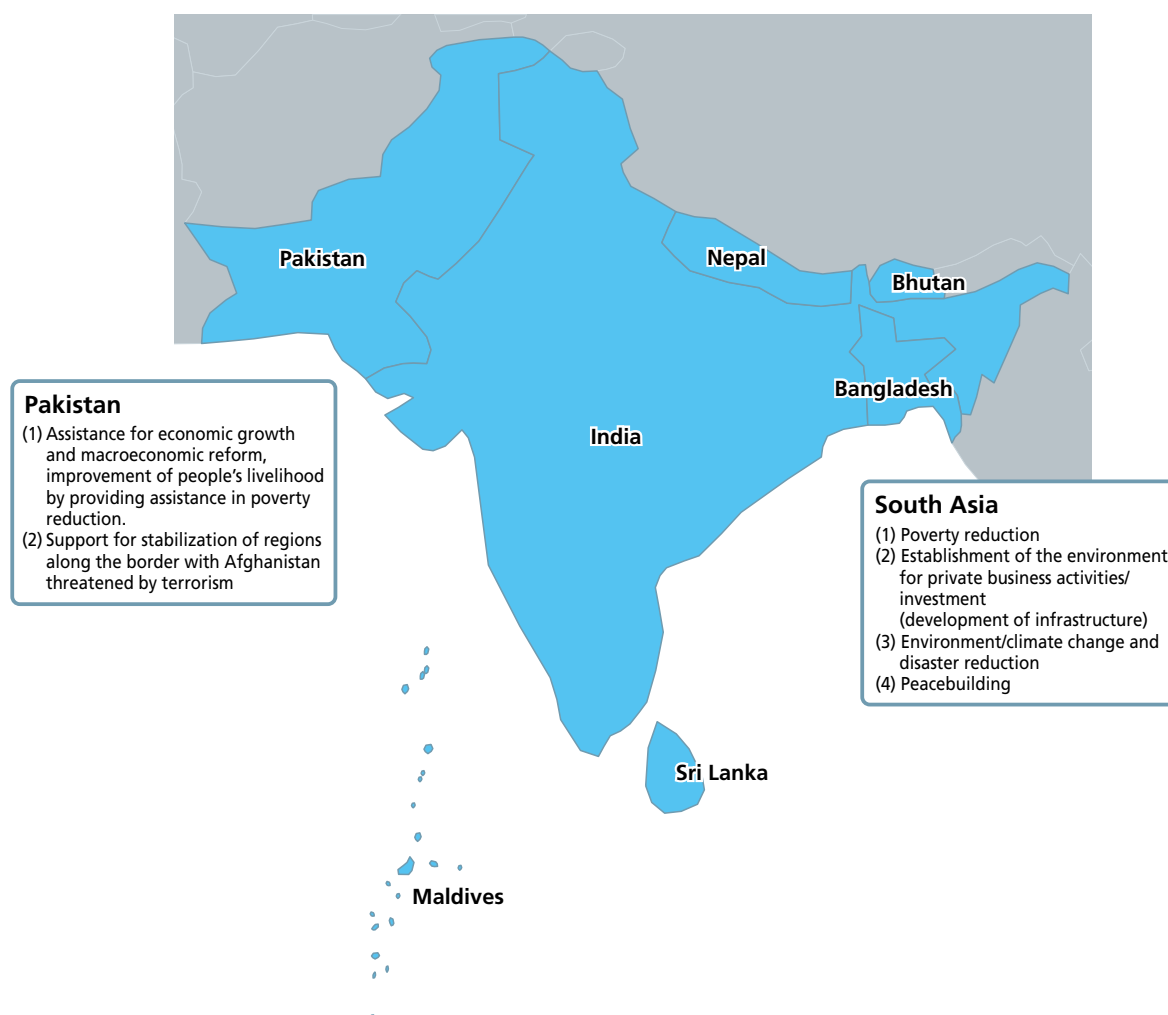 Pakistan
Nepal
Bhutan
Bangladesh
India
Pakistan
(1) Assistance for economic growth
and macroeconomic reform,
improvement of people’s livelihood
by providing assistance in poverty
reduction.
(2) Support for stabilization of regions
along the border with Afghanistan
threatened by terrorism
South Asia
(1) Poverty reduction
(2) Establishment of the environment
for private business activities/
investment
(development of infrastructure)
(3) Environment/climate change and
disaster reduction
(4) Peacebuilding
Sri Lanka
Maldives